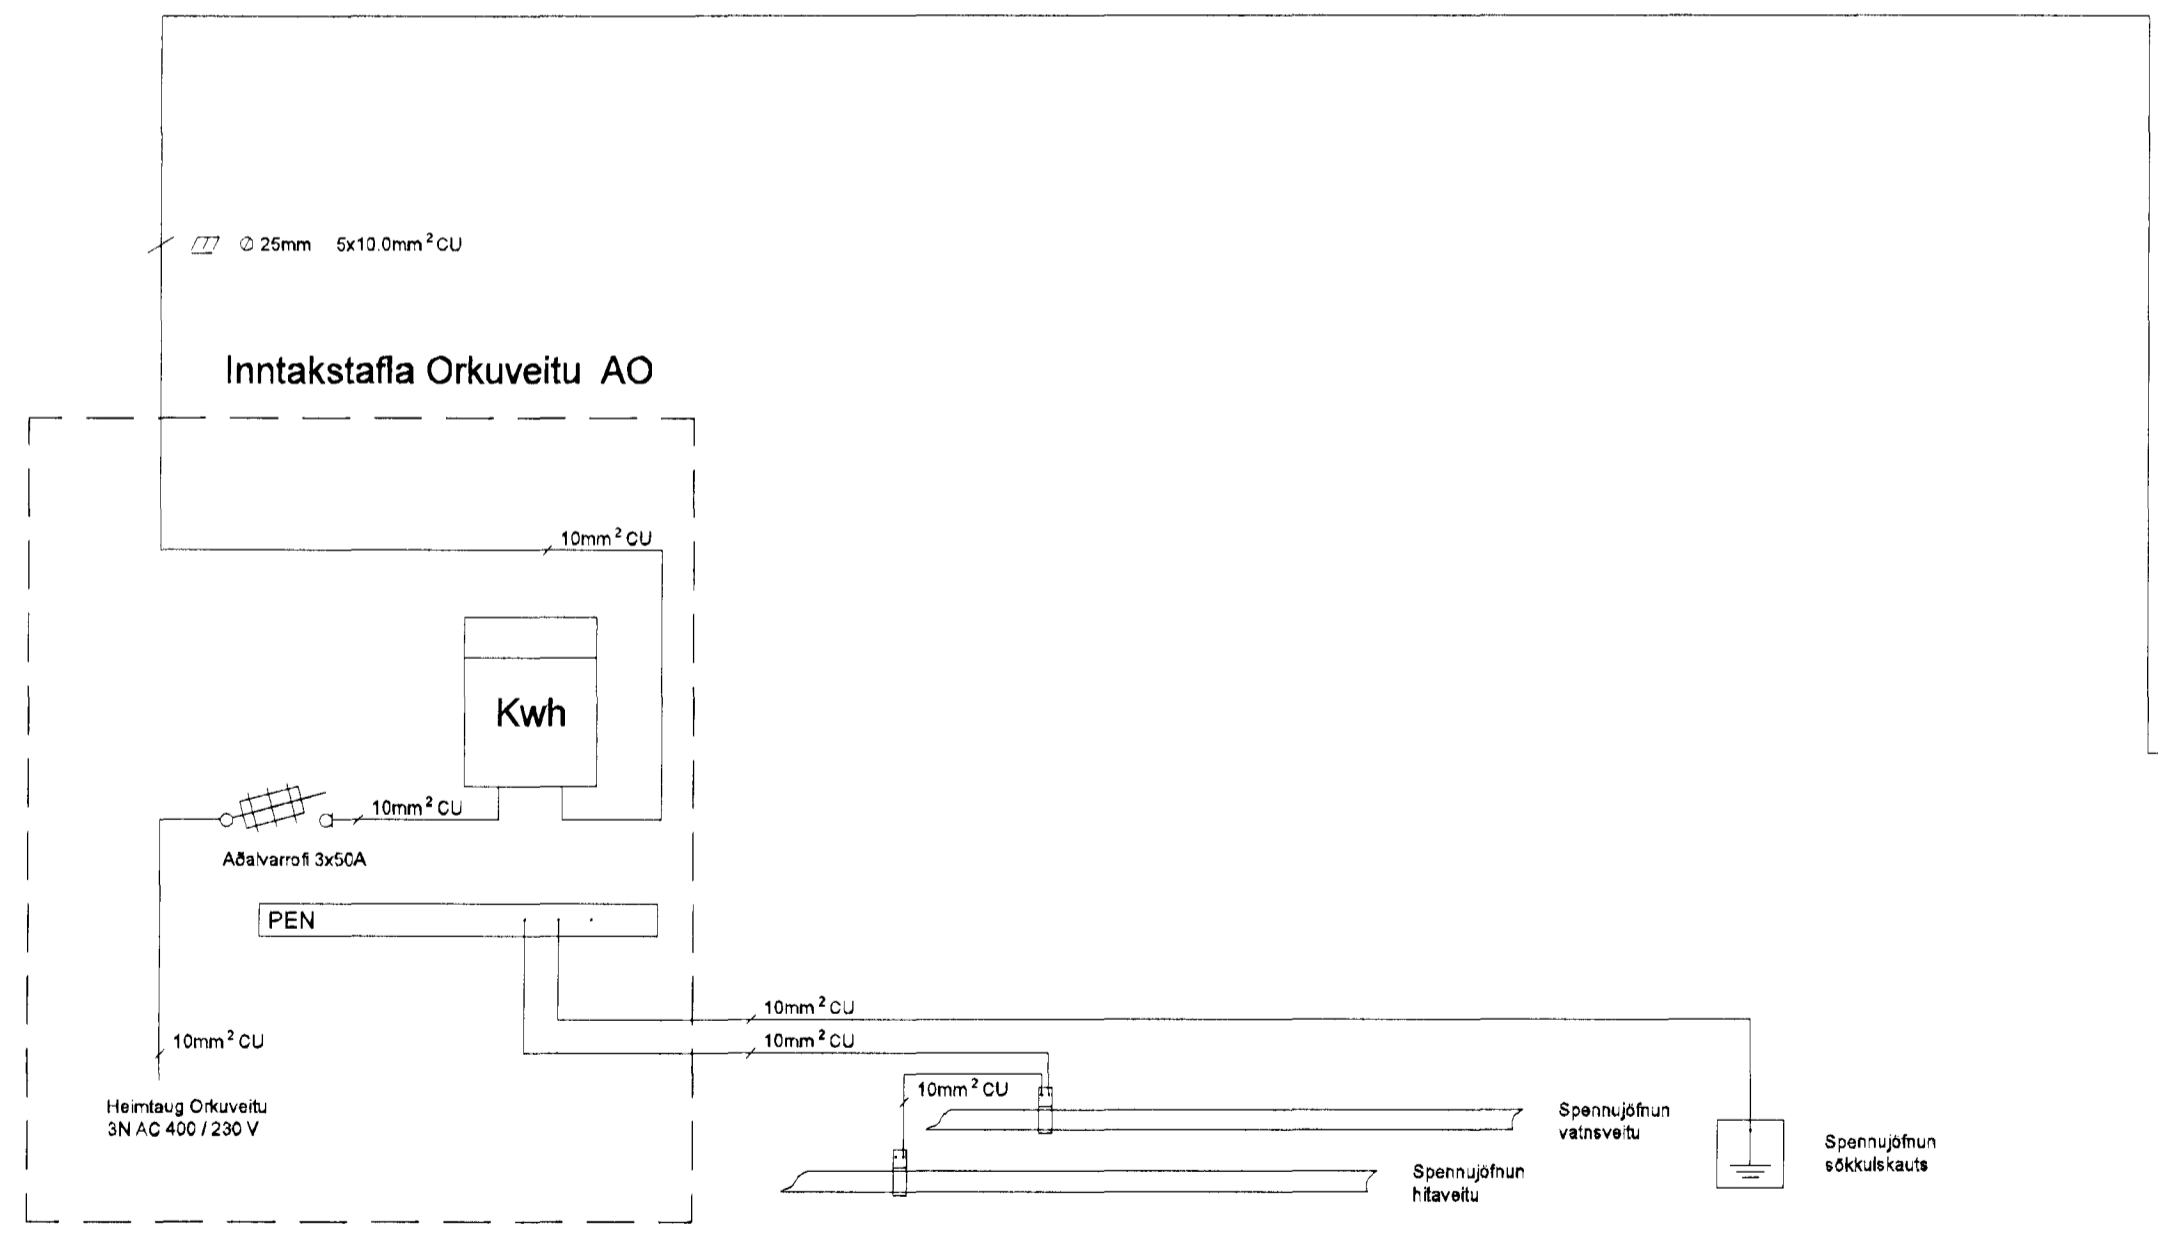 ∅ 25mm 5x10.0mm² CU
Inntakstafla Orkuveitu AO
10mm² CU
Kwh
10mm² CU
Aðalvarrofi 3x50A
PEN
10mm² CU
10mm² CU
10mm² CU
10mm² CU
Heimtaug Orkuveitu
3N AC 400 / 230 V
Spennujöfnun
vatnsveitu
Spennujöfnun
sökkulskauts
Spennujöfnun
hitaveitu